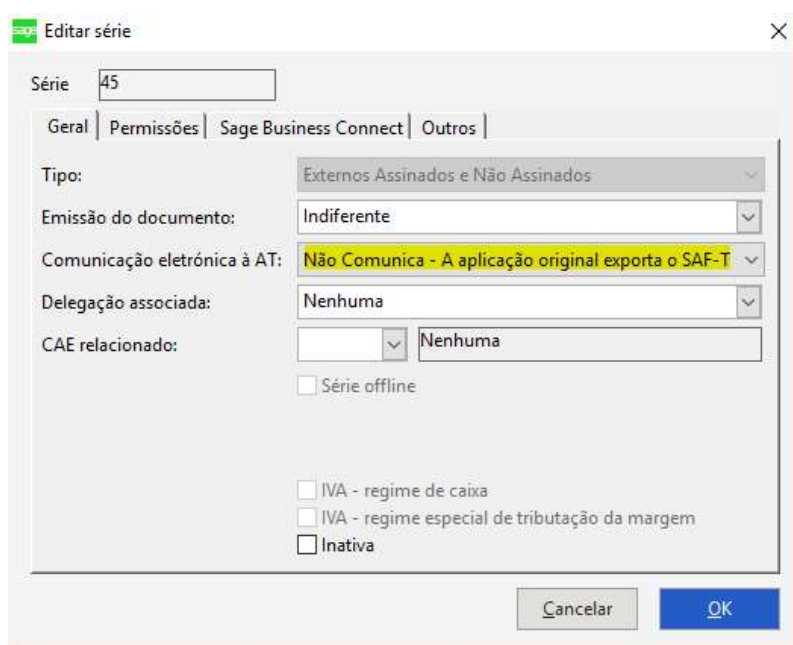 sage Editar série
Série 45
Geral Permissões Sage Business Connect Outros
Tipo: Externos Assinados e Não Assinados
Emissão do documento: Indiferente
Comunicação eletrónica à AT: Não Comunica - A aplicação original exporta o SAF-T
Delegação associada: Nenhuma
CAE relacionado: Nenhuma
Série offline
IVA - regime de caixa
IVA - regime especial de tributação da margem
Inativa
Cancelar OK